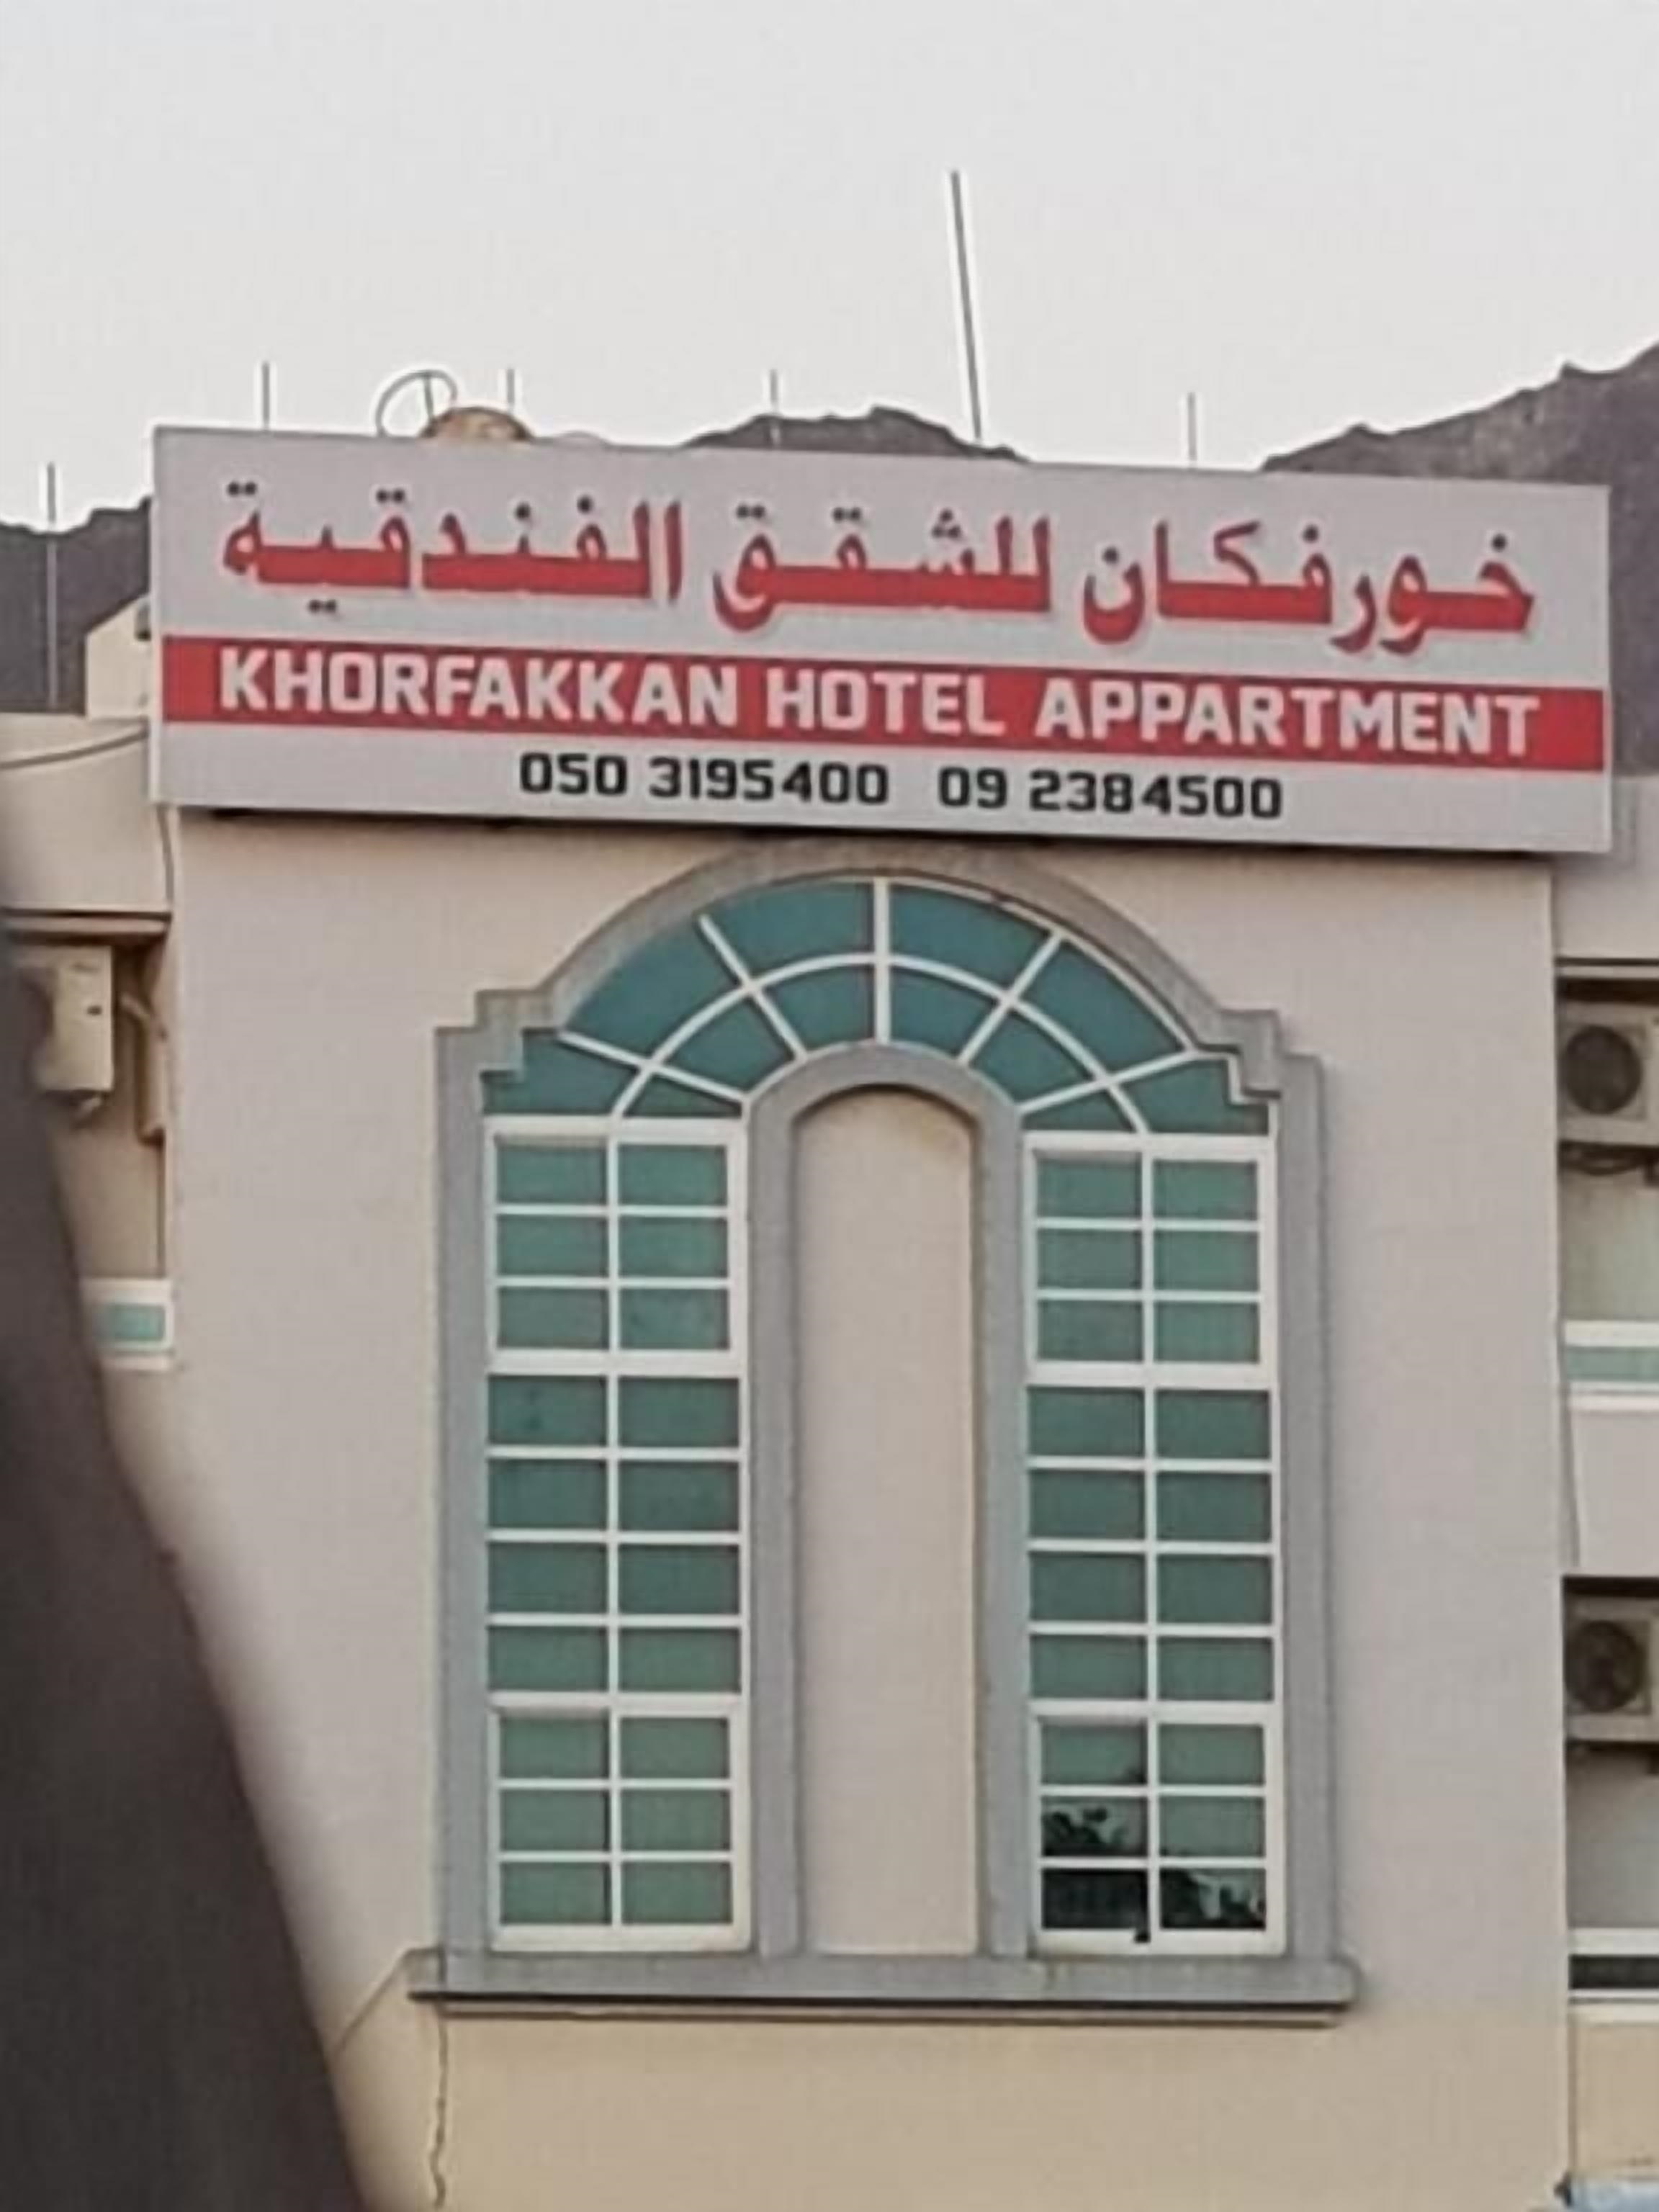 خورفكان للشقق الفندقية
KHORFAKKAN HOTEL APPARTMENT
050 3195400 09 2384500